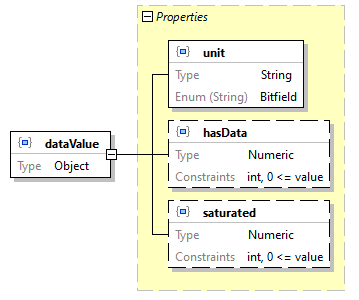 Properties
unit
Type String
Enum (String) Bitfield
dataValue
Type Object
hasData
Type Numeric
Constraints int, 0 <= value
saturated
Type Numeric
Constraints int, 0 <= value